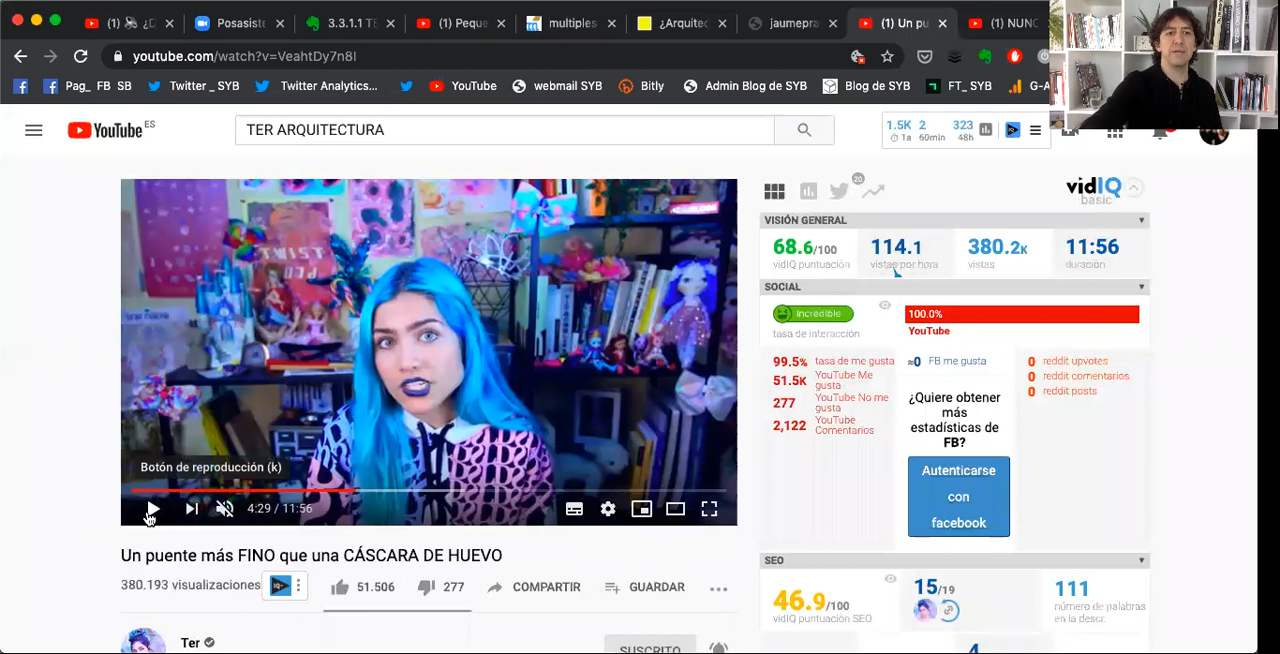 (1) ¿D
Posasiste
3.3.1.1 TE
(1) Peque
multiples
¿Arquitec
jaumepra
(1) Un pu
(1) NUNC
youtube.com/watch?v=VeahtDy7n8I
Pag_ FB SB
Twitter _ SYB
Twitter Analytics...
YouTube
webmail SYB
Bitly
Admin Blog de SYB
Blog de SYB
FT_ SYB
G-A
YouTube ES
TER ARQUITECTURA
1.5K 2 323
1a 60min 48h
20
vidIQ
basic
VISIÓN GENERAL
68.6/100
vidIQ puntuación
114.1
vistas por hora
380.2K
vistas
11:56
duración
SOCIAL
Incredible
tasa de interacción
100.0%
YouTube
99.5% tasa de me gusta
51.5K YouTube Me
gusta
277 YouTube No me
gusta
2,122 YouTube
Comentarios
≈0 FB me gusta
¿Quiere obtener
más
estadísticas de
FB?
Autenticarse
con
facebook
0 reddit upvotes
0 reddit comentarios
0 reddit posts
Botón de reproducción (k)
4:29 / 11:56
Un puente más FINO que una CÁSCARA DE HUEVO
380.193 visualizaciones
51.506
277
COMPARTIR
GUARDAR
Ter
SUSCRITO
SEO
46.9/100
vidIQ puntuación SEO
15/19
111
número de palabras
en la descr.
4